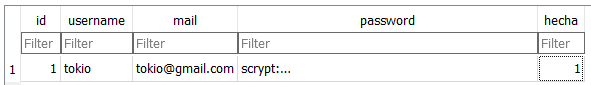 id username mail password hecha
Filter Filter Filter Filter Filter
1 1 tokio tokio@gmail.com scrypt:... 1